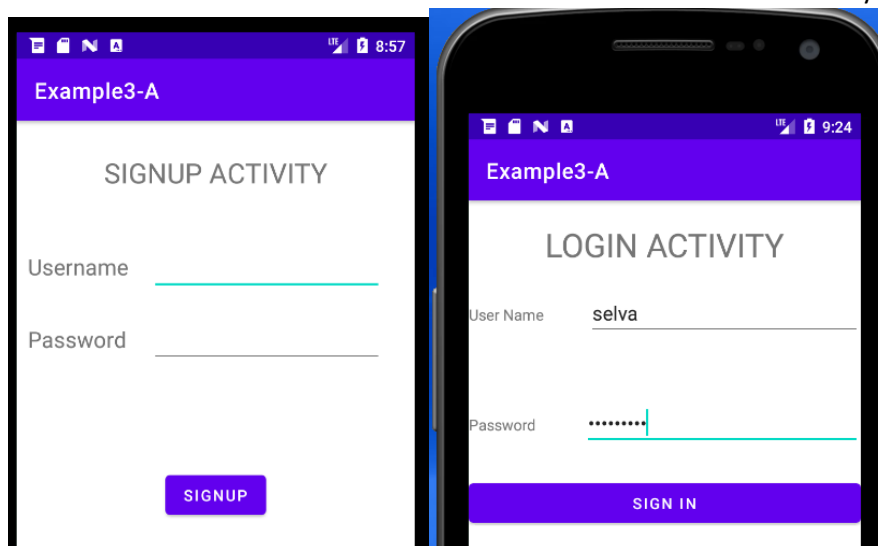 8:57
Example3-A
SIGNUP ACTIVITY
Username
Password
SIGNUP
LTE 9:24
Example3-A
LOGIN ACTIVITY
User Name selva
Password •••••••••
SIGN IN